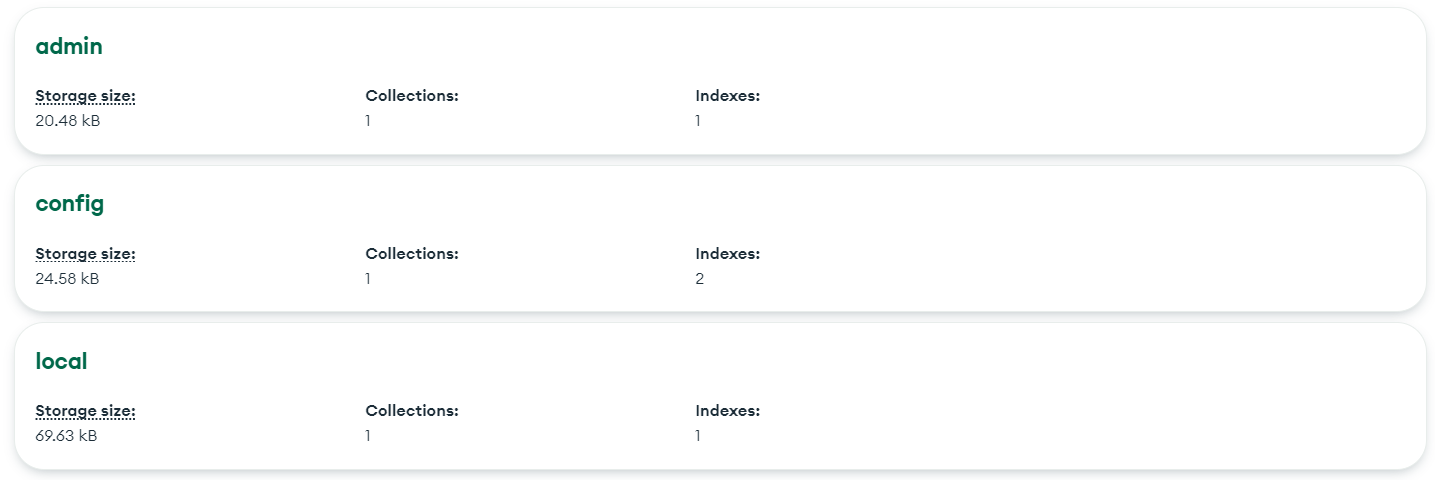 admin
Storage size: Collections: Indexes:
20.48 kB 1 1
config
Storage size: Collections: Indexes:
24.58 kB 1 2
local
Storage size: Collections: Indexes:
69.63 kB 1 1